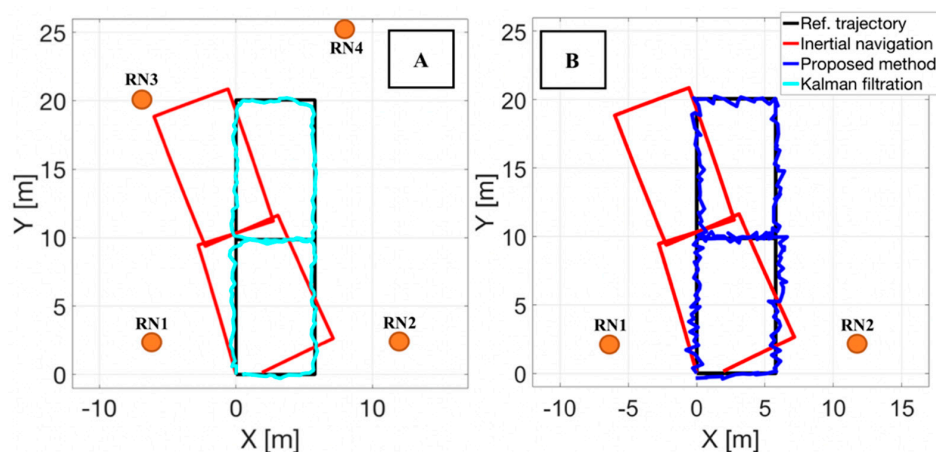 25
20
15
10
5
0
Y [m]
-10
0
10
X [m]
A
RN4
RN3
RN1
RN2
25
20
15
10
5
0
Y [m]
-10
-5
0
5
10
15
X [m]
B
Ref. trajectory
Inertial navigation
Proposed method
Kalman filtration
RN1
RN2